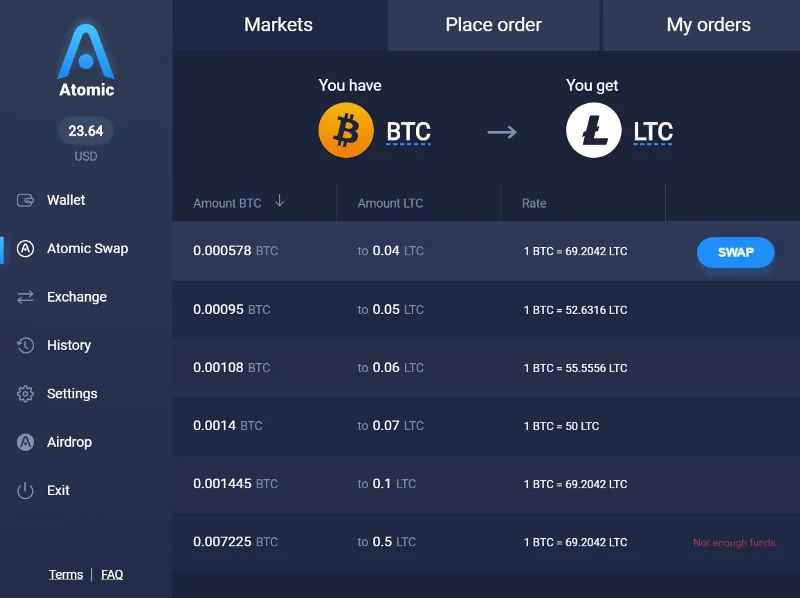 Atomic
23.64
USD
Wallet
Atomic Swap
Exchange
History
Settings
Airdrop
Exit
Terms | FAQ
Markets Place order My orders
You have You get
BTC LTC
Amount BTC Amount LTC Rate
0.000578 BTC to 0.04 LTC 1 BTC = 69.2042 LTC SWAP
0.00095 BTC to 0.05 LTC 1 BTC = 52.6316 LTC
0.00108 BTC to 0.06 LTC 1 BTC = 55.5556 LTC
0.0014 BTC to 0.07 LTC 1 BTC = 50 LTC
0.001445 BTC to 0.1 LTC 1 BTC = 69.2042 LTC
0.007225 BTC to 0.5 LTC 1 BTC = 69.2042 LTC Not enough funds.